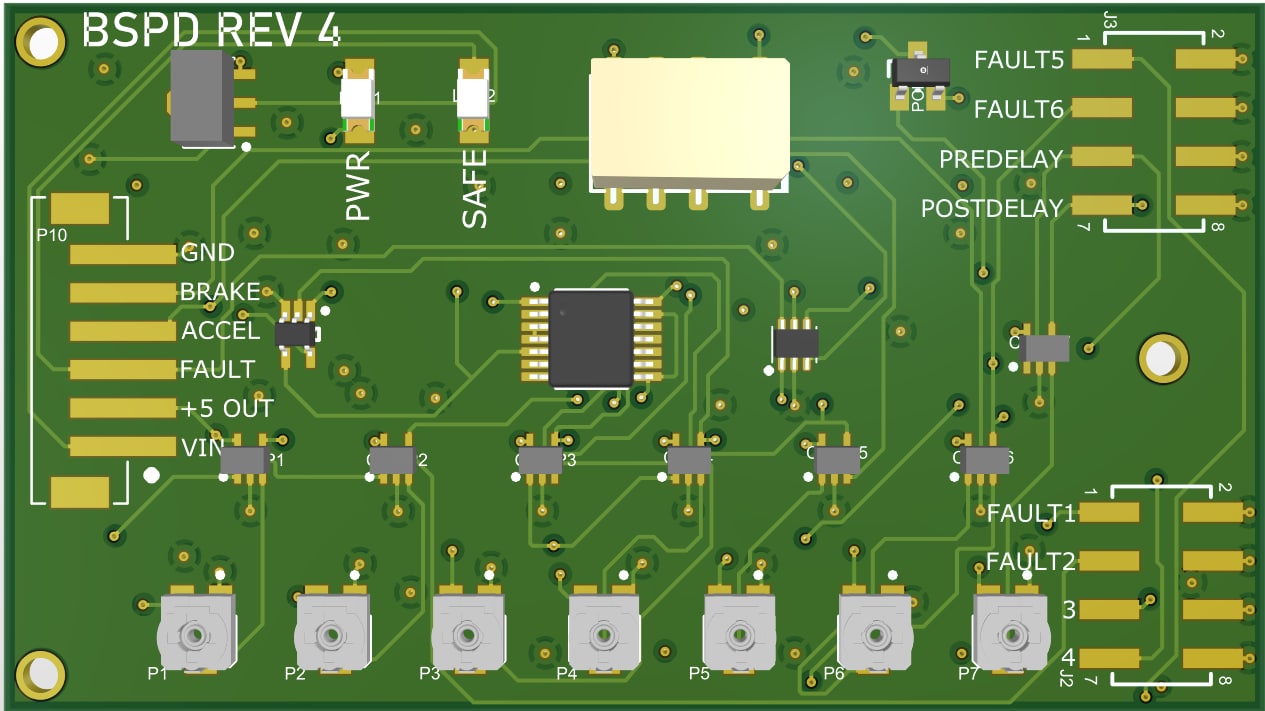 BSPD REV 4
J3
1
2
FAULT5
FAULT6
PREDELAY
POSTDELAY
7
8
PWR
SAFE
P10
GND
BRAKE
ACCEL
FAULT
+5 OUT
VIN
1
2
FAULT1
FAULT2
3
4
J2
7
8
P1
P2
P3
P4
P5
P6
P7